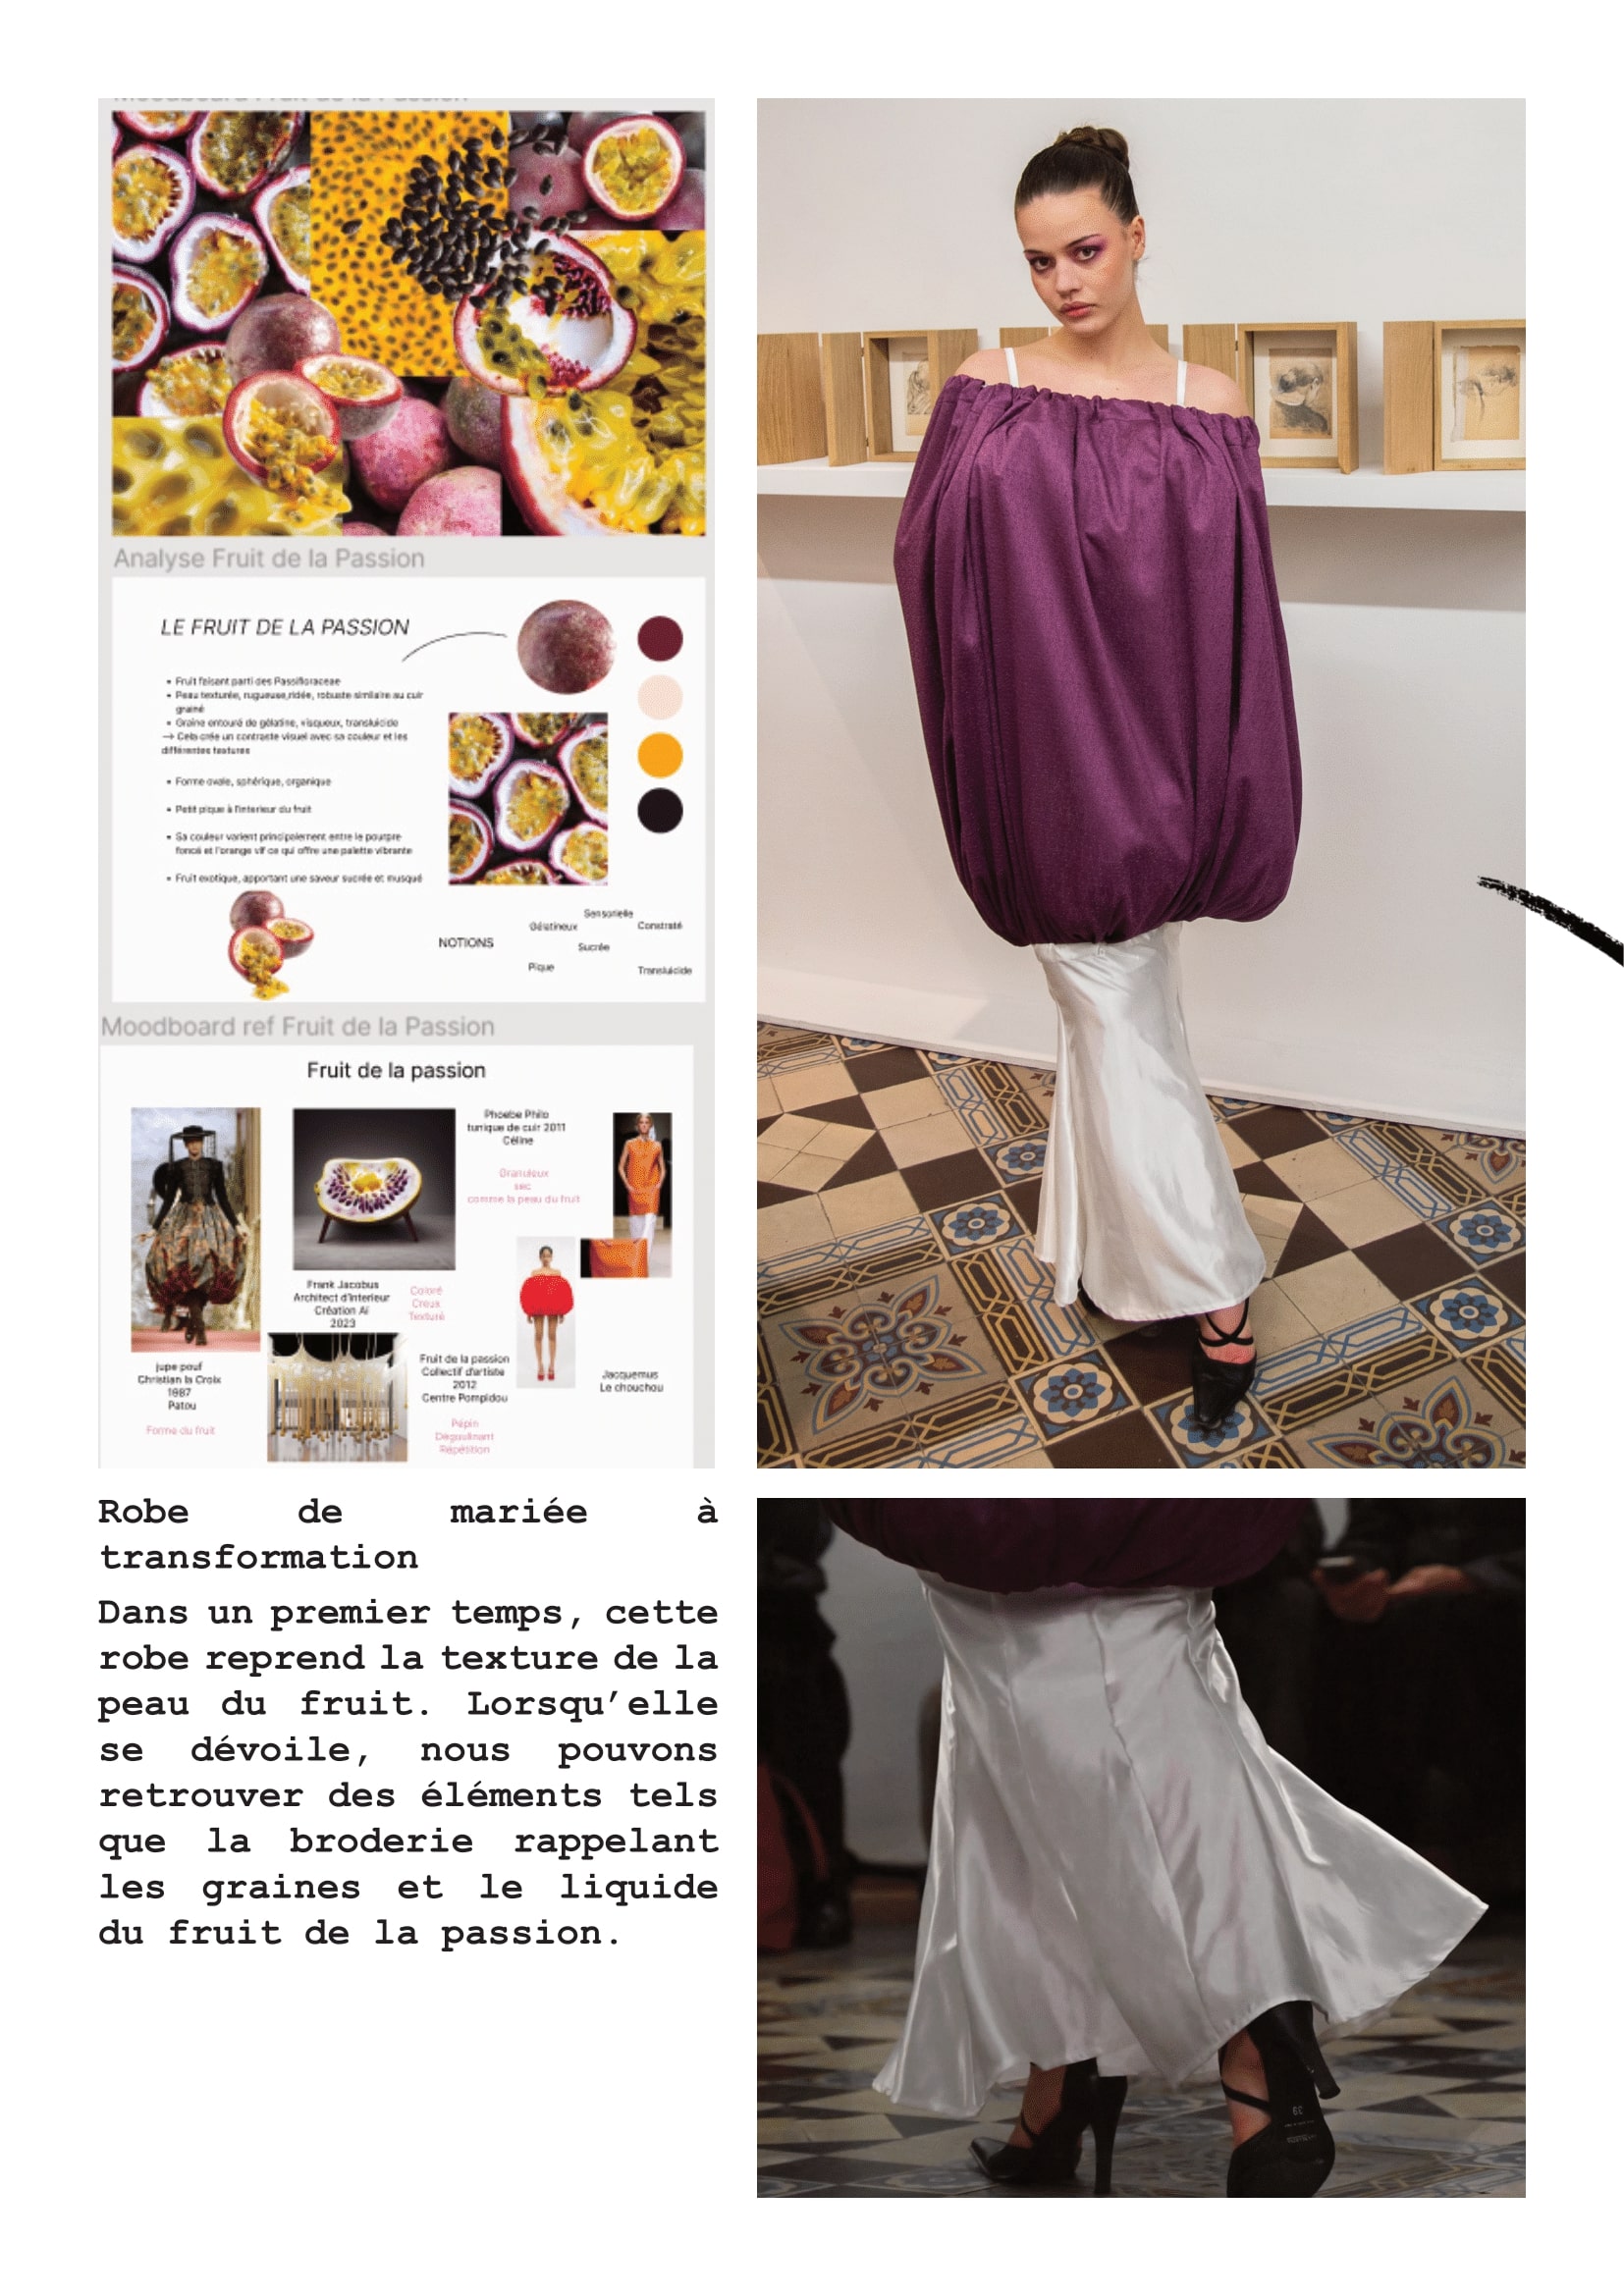 Moodboard Fruit de la Passion
Analyse Fruit de la Passion
LE FRUIT DE LA PASSION
• Fruit faisant parti des Passifloraceae
• Peau texturée, rugueuse,ridée, robuste similaire au cuir
grainé
• Graine entouré de gélatine, visqueux, transluicide
→ Cela crée un contraste visuel avec sa couleur et les
différentes textures
• Forme ovale, sphérique, organique
• Petit pique à l'interieur du fruit
• Sa couleur varient principalement entre le pourpre
foncé et l'orange vif ce qui offre une palette vibrante
• Fruit exotique, apportant une saveur sucrée et musqué
NOTIONS
Sensorielle
Gélatineux
Constraté
Sucrée
Pique
Transluicide
Moodboard ref Fruit de la Passion
Fruit de la passion
Phoebe Philo
tunique de cuir 2011
Céline
Granuleux
sec
comme la peau du fruit
Frank Jacobus
Architect d'Interieur
Création Ai
2023
Coloré
Creux
Texturé
jupe pouf
Christian la Croix
1987
Patou
Forme du fruit
Fruit de la passion
Collectif d'artiste
2012
Centre Pompidou
Pépin
Dégoulinant
Répétition
Jacquemus
Le chouchou
Robe de mariée à
transformation
Dans un premier temps, cette
robe reprend la texture de la
peau du fruit. Lorsqu’elle
se dévoile, nous pouvons
retrouver des éléments tels
que la broderie rappelant
les graines et le liquide
du fruit de la passion.
39